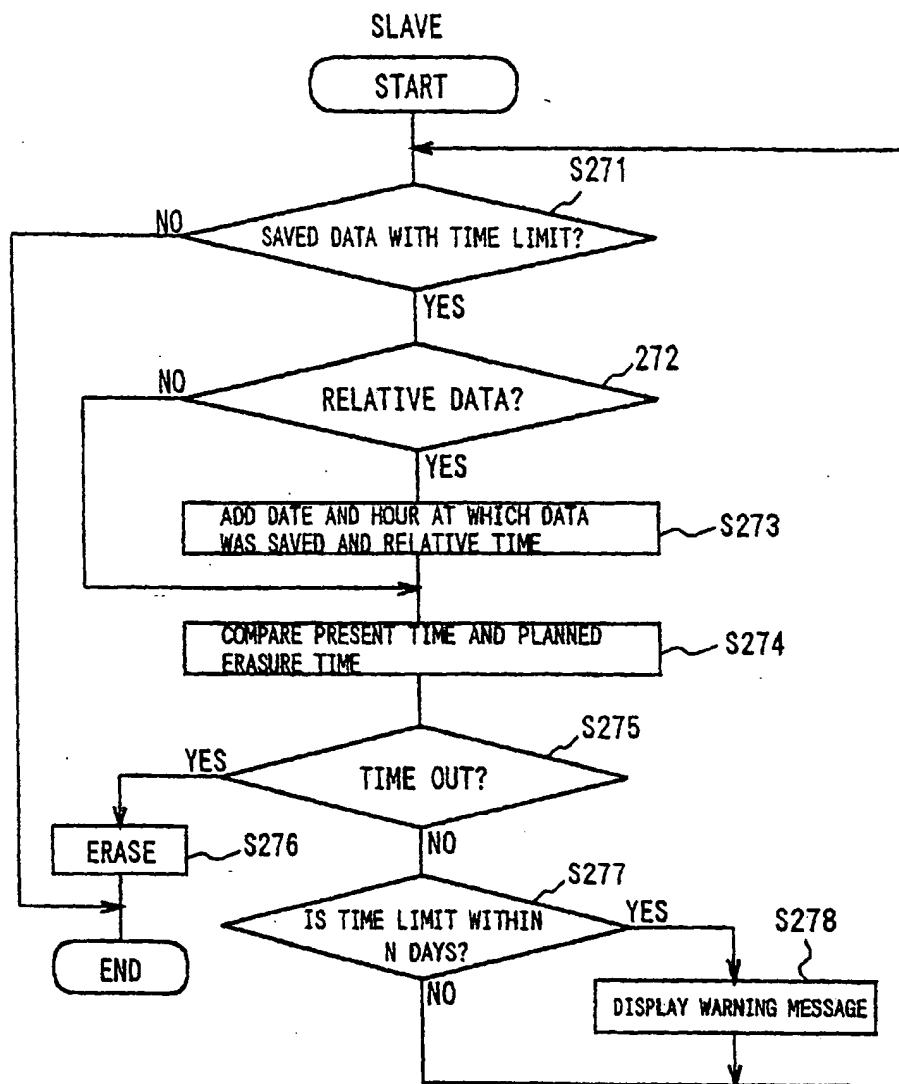 SLAVE
START
S271
NO
SAVED DATA WITH TIME LIMIT?
YES
272
NO
RELATIVE DATA?
YES
ADD DATE AND HOUR AT WHICH DATA
WAS SAVED AND RELATIVE TIME
S273
COMPARE PRESENT TIME AND PLANNED
ERASURE TIME
S274
S275
YES
TIME OUT?
NO
ERASE
S276
S277
IS TIME LIMIT WITHIN
N DAYS?
YES
S278
END
NO
DISPLAY WARNING MESSAGE